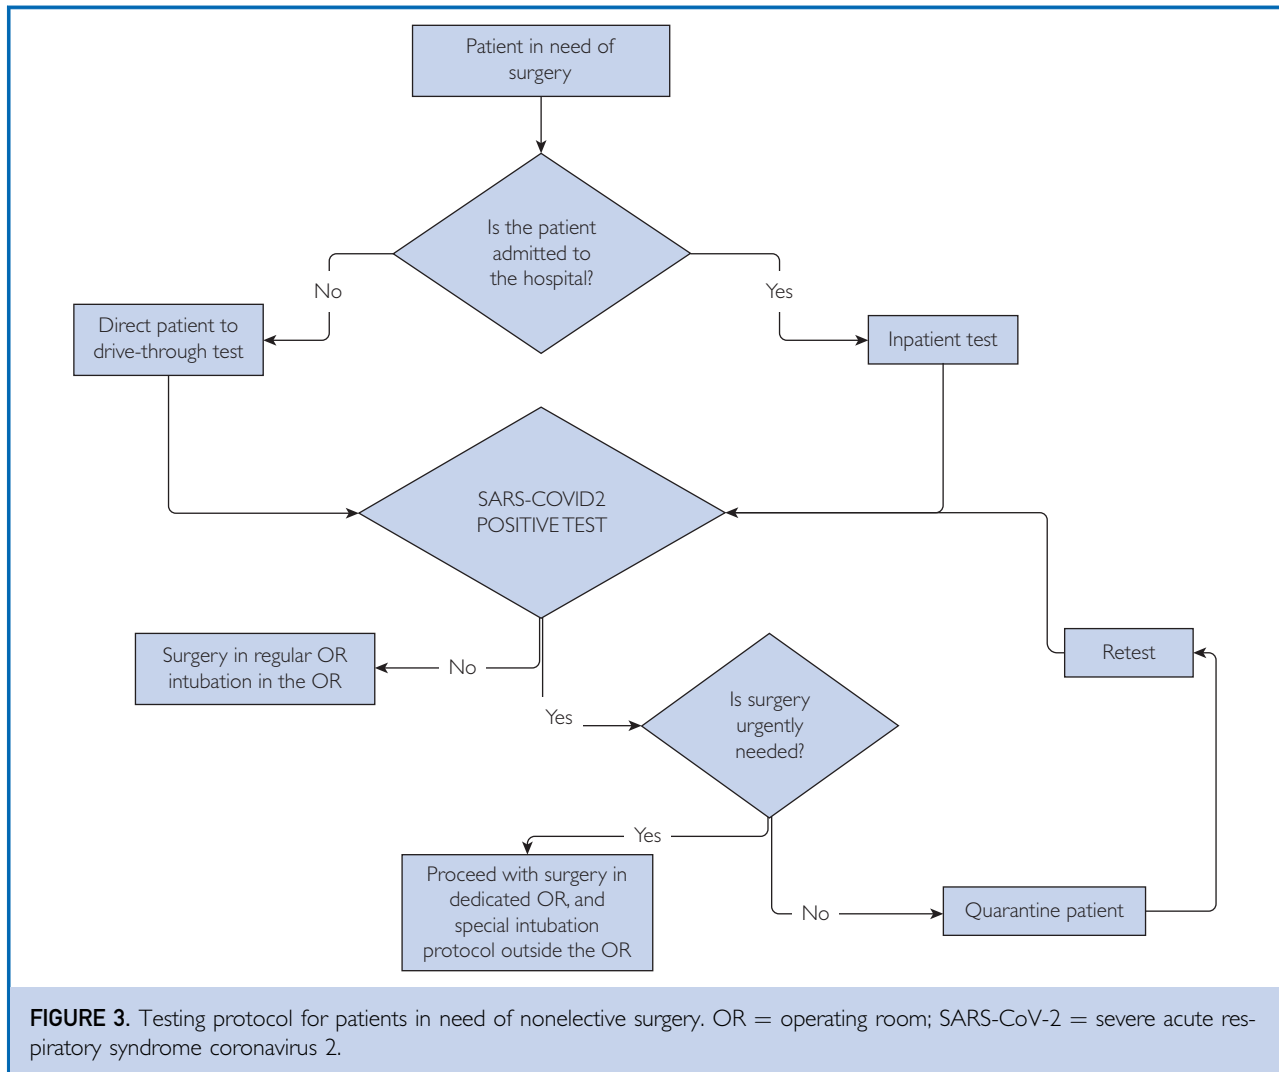 Patient in need of
surgery
Is the patient
admitted to
the hospital?
No
Yes
Direct patient to
drive-through test
Inpatient test
SARS-COVID2
POSITIVE TEST
Surgery in regular OR
intubation in the OR
No
Retest
Yes
Is surgery
urgently
needed?
Yes
Proceed with surgery in
dedicated OR, and
special intubation
protocol outside the OR
No
Quarantine patient
FIGURE 3. Testing protocol for patients in need of nonelective surgery. OR = operating room; SARS-CoV-2 = severe acute res-
piratory syndrome coronavirus 2.